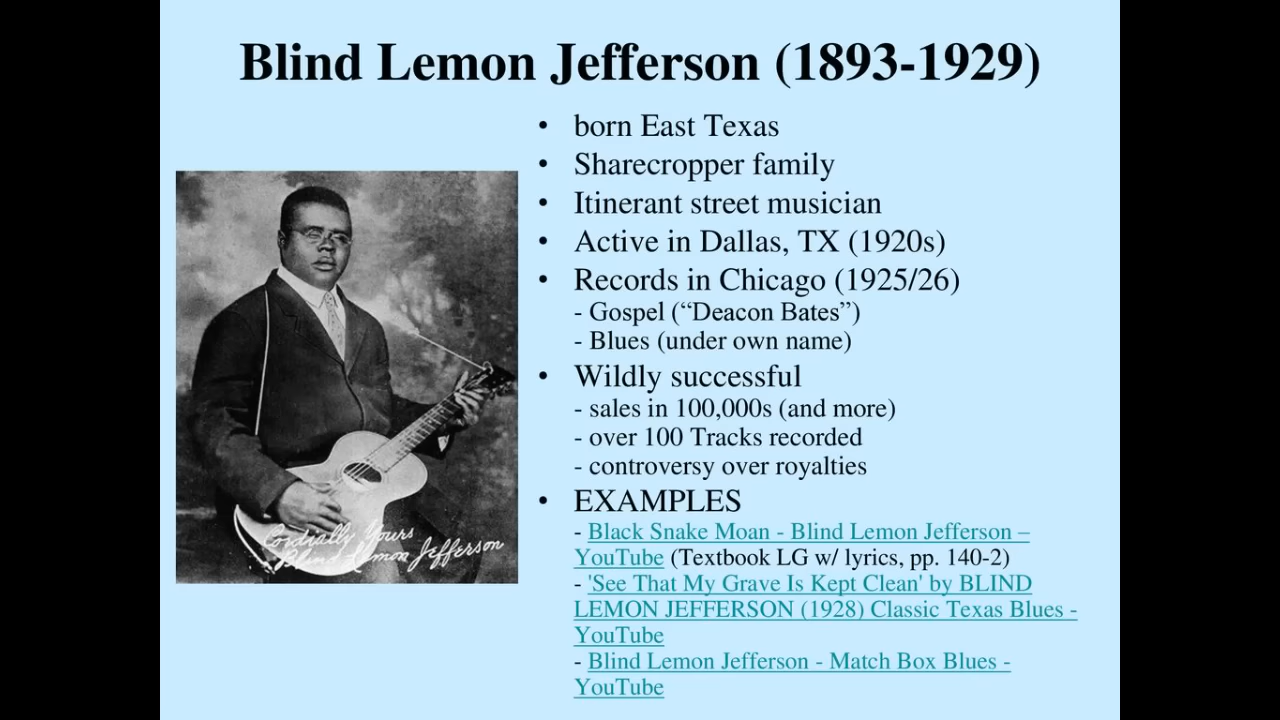 Blind Lemon Jefferson (1893-1929)
• born East Texas
• Sharecropper family
• Itinerant street musician
• Active in Dallas, TX (1920s)
• Records in Chicago (1925/26)
- Gospel (“Deacon Bates”)
- Blues (under own name)
• Wildly successful
- sales in 100,000s (and more)
- over 100 Tracks recorded
- controversy over royalties
• EXAMPLES
- Black Snake Moan - Blind Lemon Jefferson –
YouTube (Textbook LG w/ lyrics, pp. 140-2)
- 'See That My Grave Is Kept Clean' by BLIND
LEMON JEFFERSON (1928) Classic Texas Blues -
YouTube
- Blind Lemon Jefferson - Match Box Blues -
YouTube
Cordially Yours
Blind Lemon Jefferson